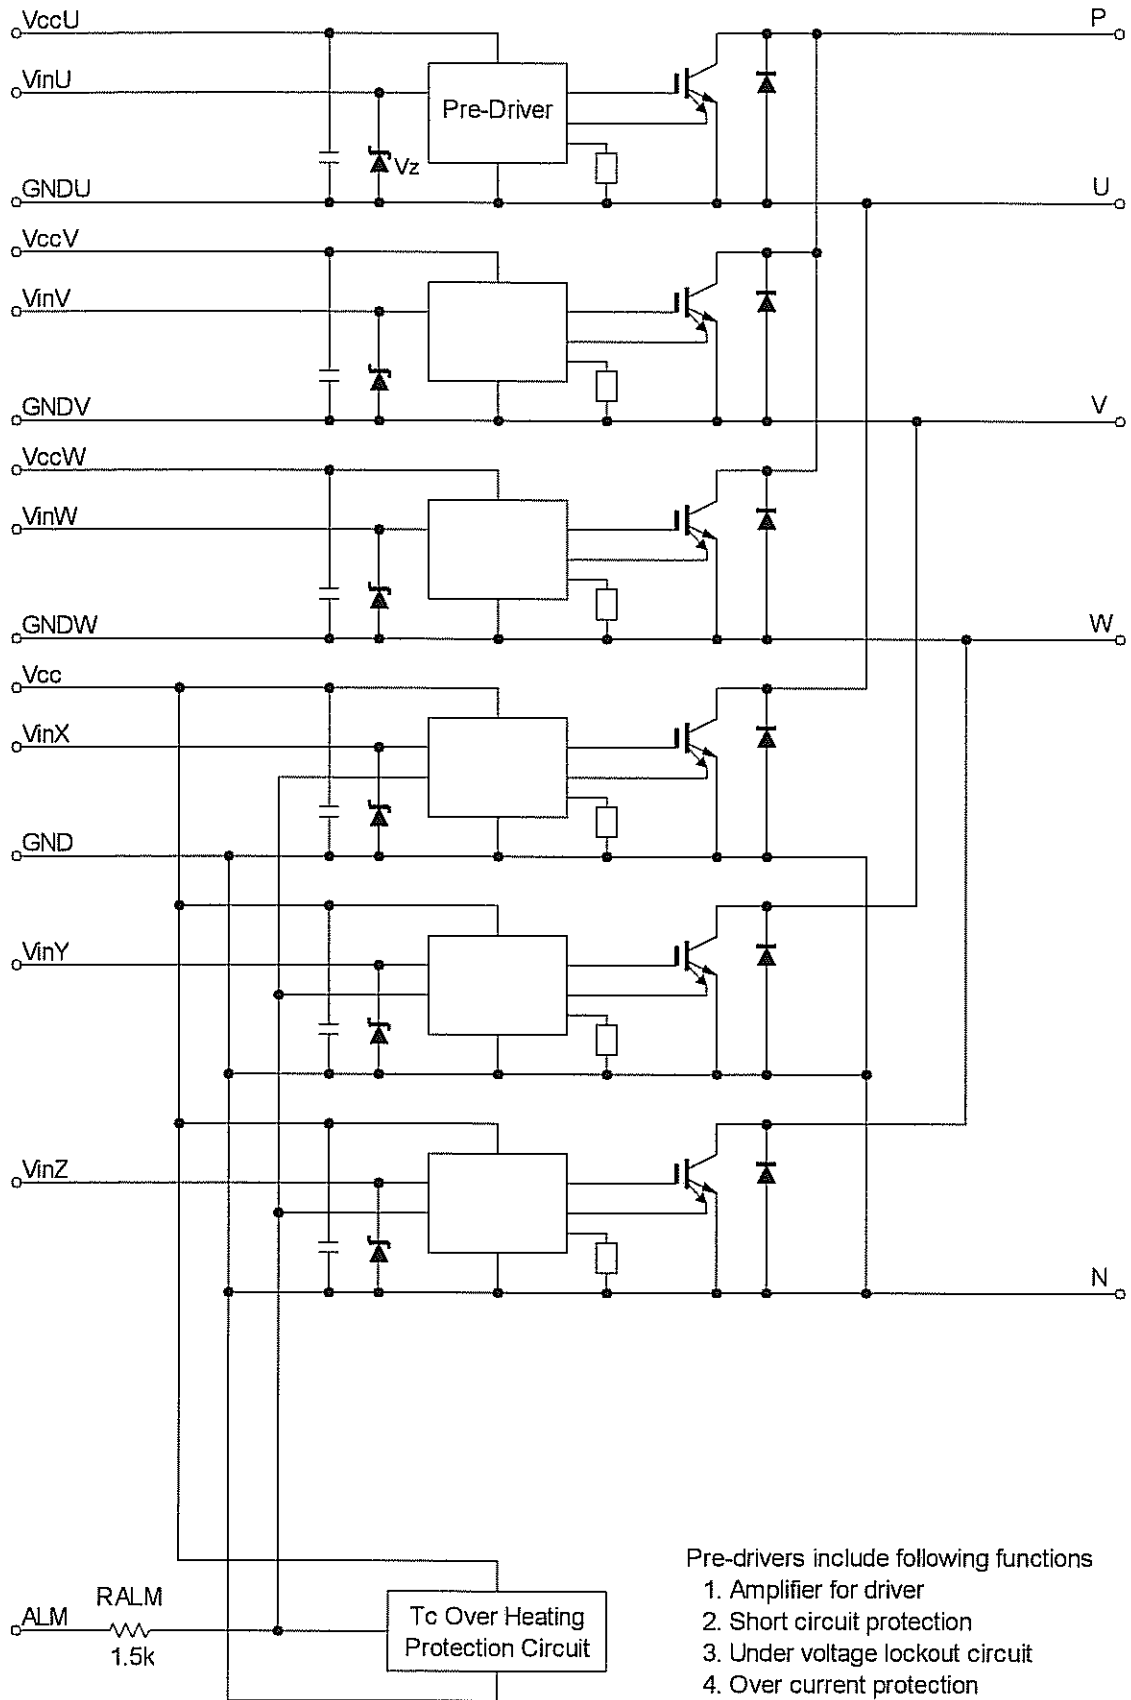 VccU
P
VinU
Pre-Driver
Vz
GNDU
U
VccV
VinV
GNDV
V
VccW
VinW
GNDW
W
Vcc
VinX
GND
VinY
VinZ
N
Pre-drivers include following functions
1. Amplifier for driver
2. Short circuit protection
3. Under voltage lockout circuit
4. Over current protection
ALM
RALM
1.5k
Tc Over Heating
Protection Circuit